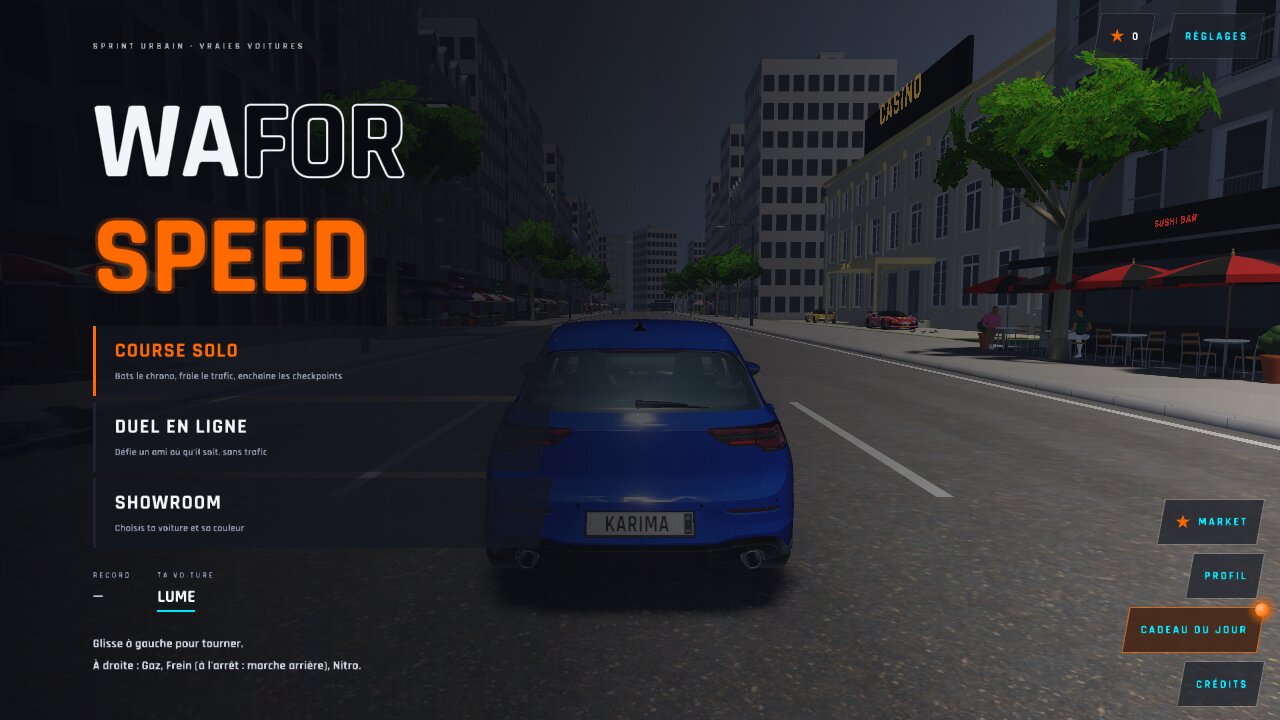 SPRINT URBAIN · VRAIES VOITURES
★ 0
RÉGLAGES
WAFOR
SPEED
CASINO
SUSHI BAR
COURSE SOLO
Bats le chrono, frôle le trafic, enchaîne les checkpoints
DUEL EN LIGNE
Défie un ami ou qu'il soit, sans trafic
SHOWROOM
Choisis ta voiture et sa couleur
KARIMA
★ MARKET
PROFIL
CADEAU DU JOUR
CRÉDITS
RECORD
—
TA VOITURE
LUME
Glisse à gauche pour tourner.
À droite : Gaz, Frein (à l'arrêt : marche arrière), Nitro.